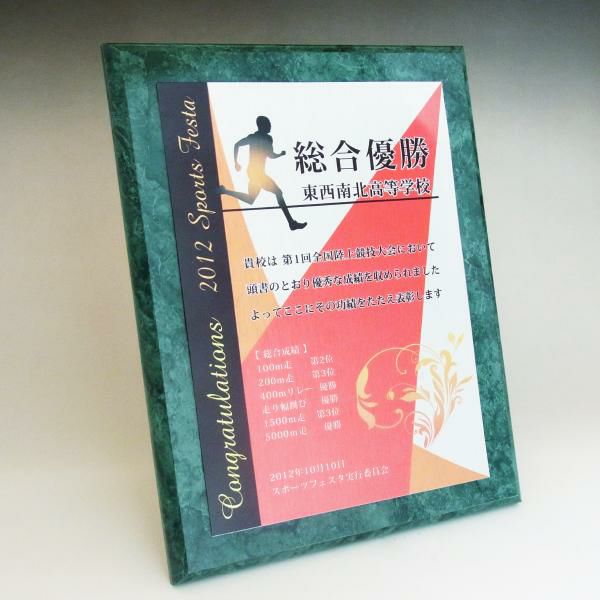 Congratulations 2012 Sports Festa
総合優勝
東西南北高等学校
貴校は 第1回全国陸上競技大会において
頭書のとおり優秀な成績を収められました
よってここにその功績をたたえ表彰します
【 総合成績 】
100m走 第2位
200m走 第3位
400mリレー 優勝
走り幅跳び 優勝
1500m走 第3位
5000m走 優勝
2012年10月10日
スポーツフェスタ実行委員会